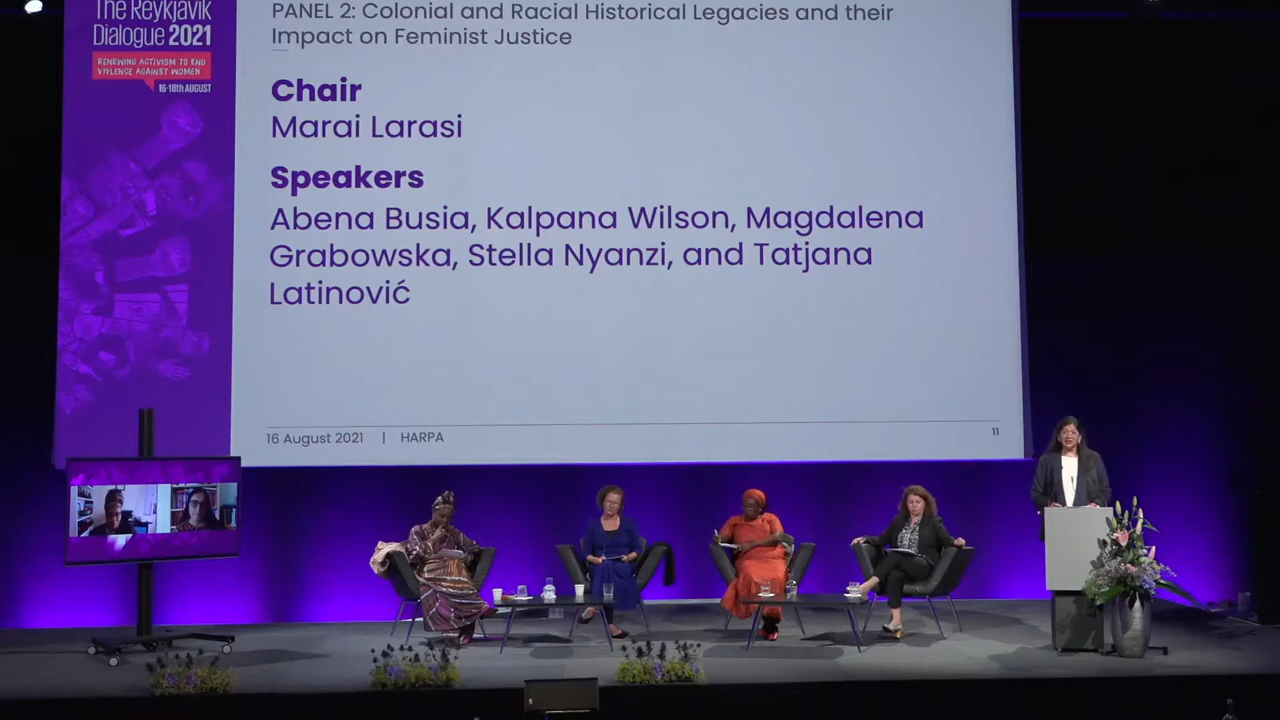 The Reykjavik
Dialogue 2021
RENEWING ACTIVISM TO END
VIOLENCE AGAINST WOMEN
16-18th AUGUST
PANEL 2: Colonial and Racial Historical Legacies and their
Impact on Feminist Justice
Chair
Marai Larasi
Speakers
Abena Busia, Kalpana Wilson, Magdalena
Grabowska, Stella Nyanzi, and Tatjana
Latinović
16 August 2021 | HARPA
11